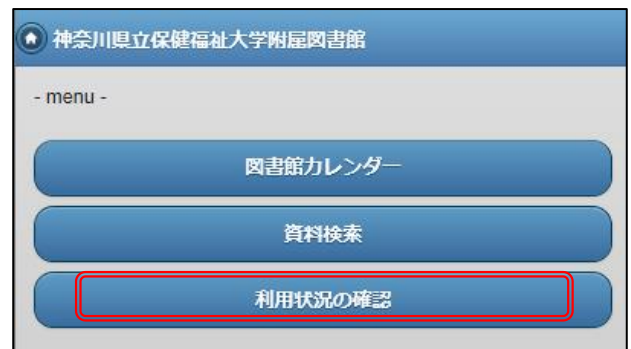 神奈川県立保健福祉大学附属図書館
- menu -
図書館カレンダー
資料検索
利用状況の確認